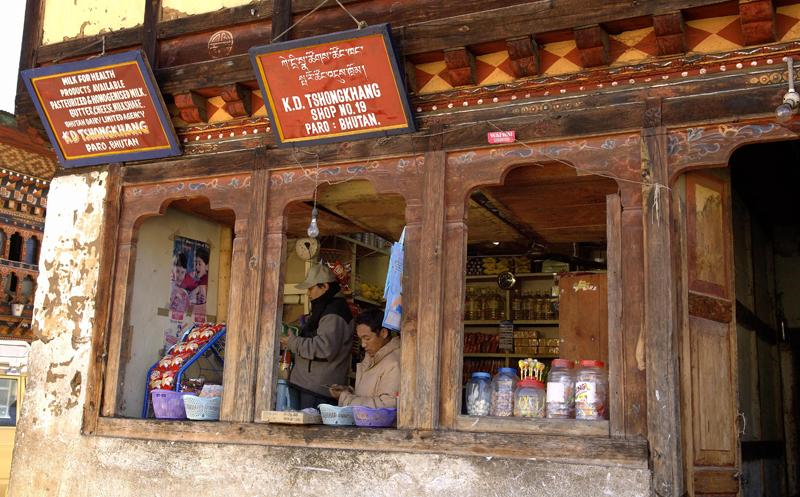 MILK FOR HEALTH
PRODUCTS AVAILABLE
PASTEURIZED & HOMOGENISED MILK,
BUTTER, CHEESE, MILKSHAKE.
BHUTAN DAIRY LIMITED AGENCY
K.D TSHONGKHANG
PARO, BHUTAN
K.D. TSHONGKHANG
SHOP NO. 19
PARO : BHUTAN.